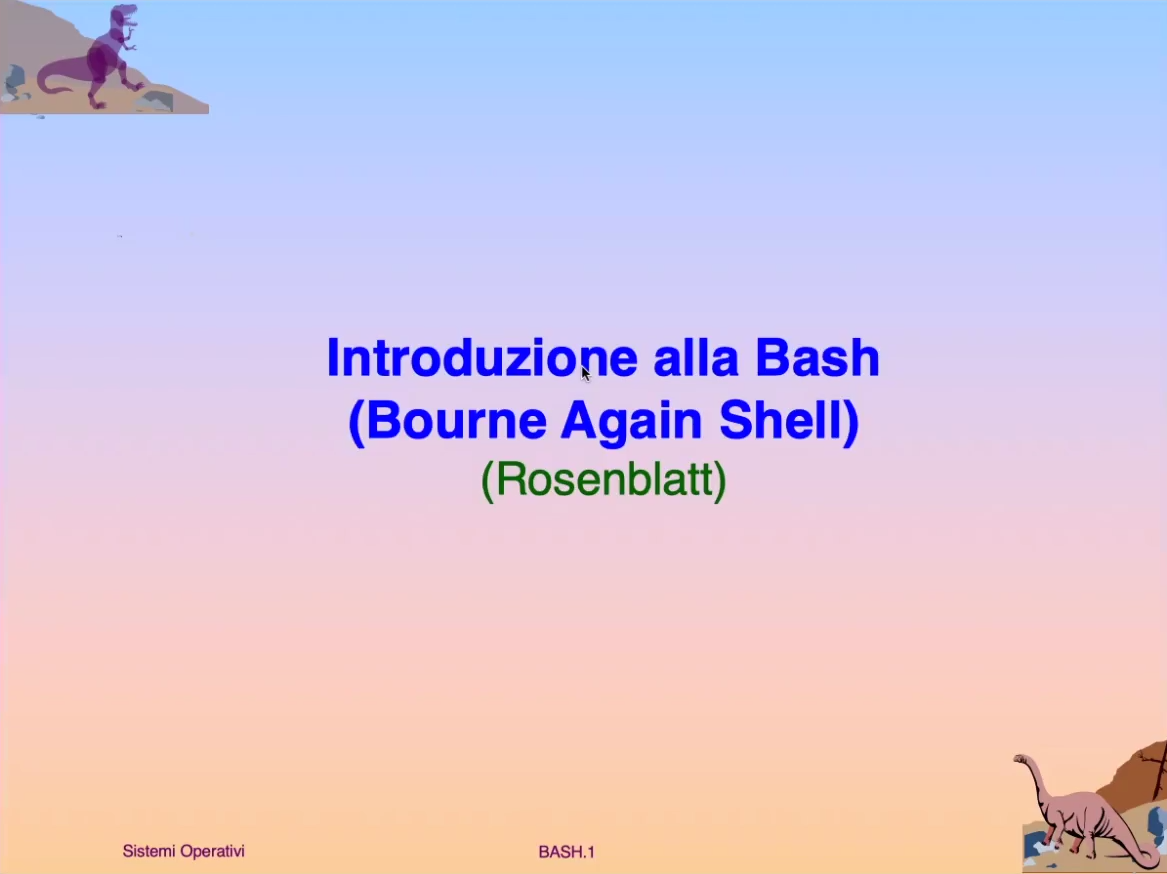 Introduzione alla Bash
(Bourne Again Shell)
(Rosenblatt)
Sistemi Operativi
BASH.1